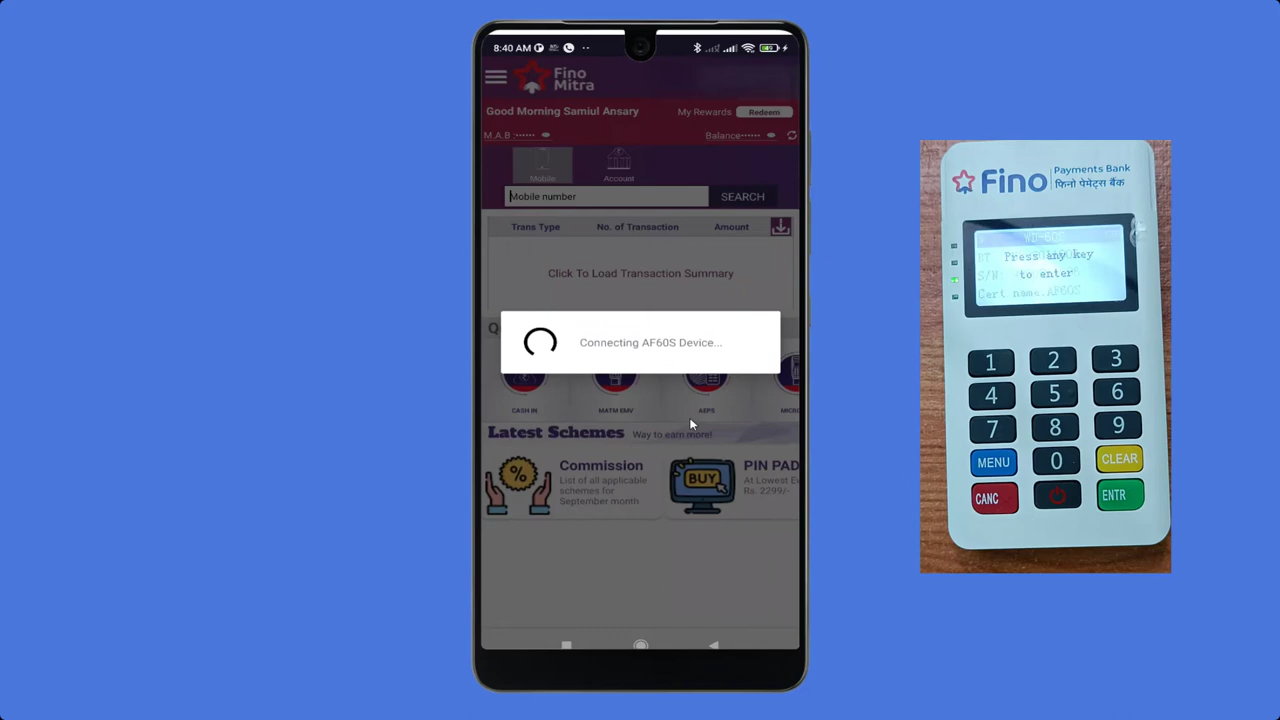 8:40 AM
Fino
Mitra
Good Morning Samiul Ansary
My Rewards
Redeem
M.A.B :••••••
Balance••••••
Mobile
Account
Mobile number
SEARCH
Trans Type
No. of Transaction
Amount
Click To Load Transaction Summary
Q
Connecting AF60S Device...
CASH IN
MATM EMV
AEPS
MICRO
Latest Schemes
Way to earn more!
Commission
List of all applicable
schemes for
September month
BUY
PIN PAD
At Lowest E
Rs. 2299/-
Fino
Payments Bank
फिनो पेमेंट्स बैंक
Press any key
S/N
to enter
Cert name:AF60S
1
2
3
4
5
6
7
8
9
MENU
0
CLEAR
CANC
ENTR